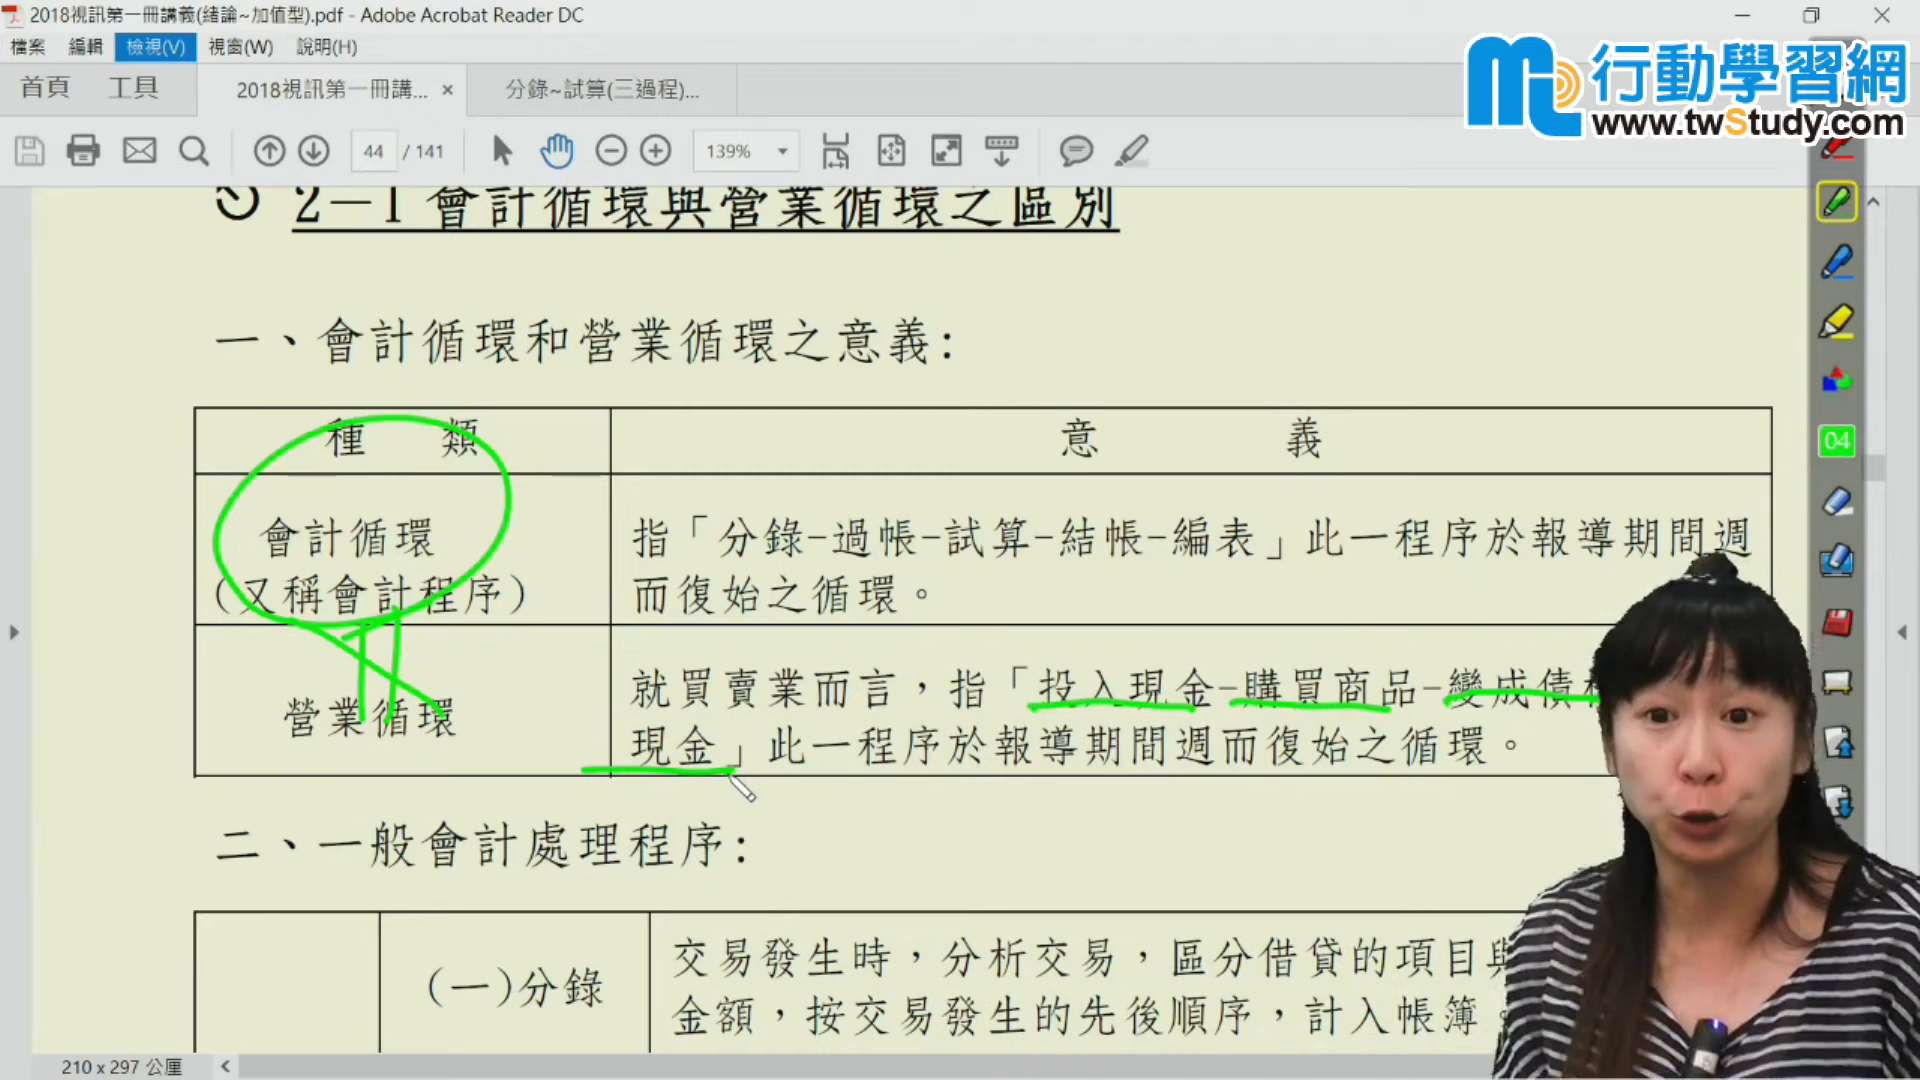 2018視訊第一冊講義(緒論~加值型).pdf - Adobe Acrobat Reader DC
檔案 編輯 檢視(V) 視窗(W) 說明(H)
首頁 工具 2018視訊第一冊講... × 分錄~試算(三過程)...
行動學習網
www.twStudy.com
44 / 141 139%
2－1 會計循環與營業循環之區別
一、會計循環和營業循環之意義:
種 類 意 義
會計循環
(又稱會計程序)
指「分錄-過帳-試算-結帳-編表」此一程序於報導期間週
而復始之循環。
04
營業循環
就買賣業而言，指「投入現金-購買商品-變成債
現金」此一程序於報導期間週而復始之循環。
二、一般會計處理程序:
(一)分錄
交易發生時，分析交易，區分借貸的項目
金額，按交易發生的先後順序，計入帳簿。
210 x 297 公厘